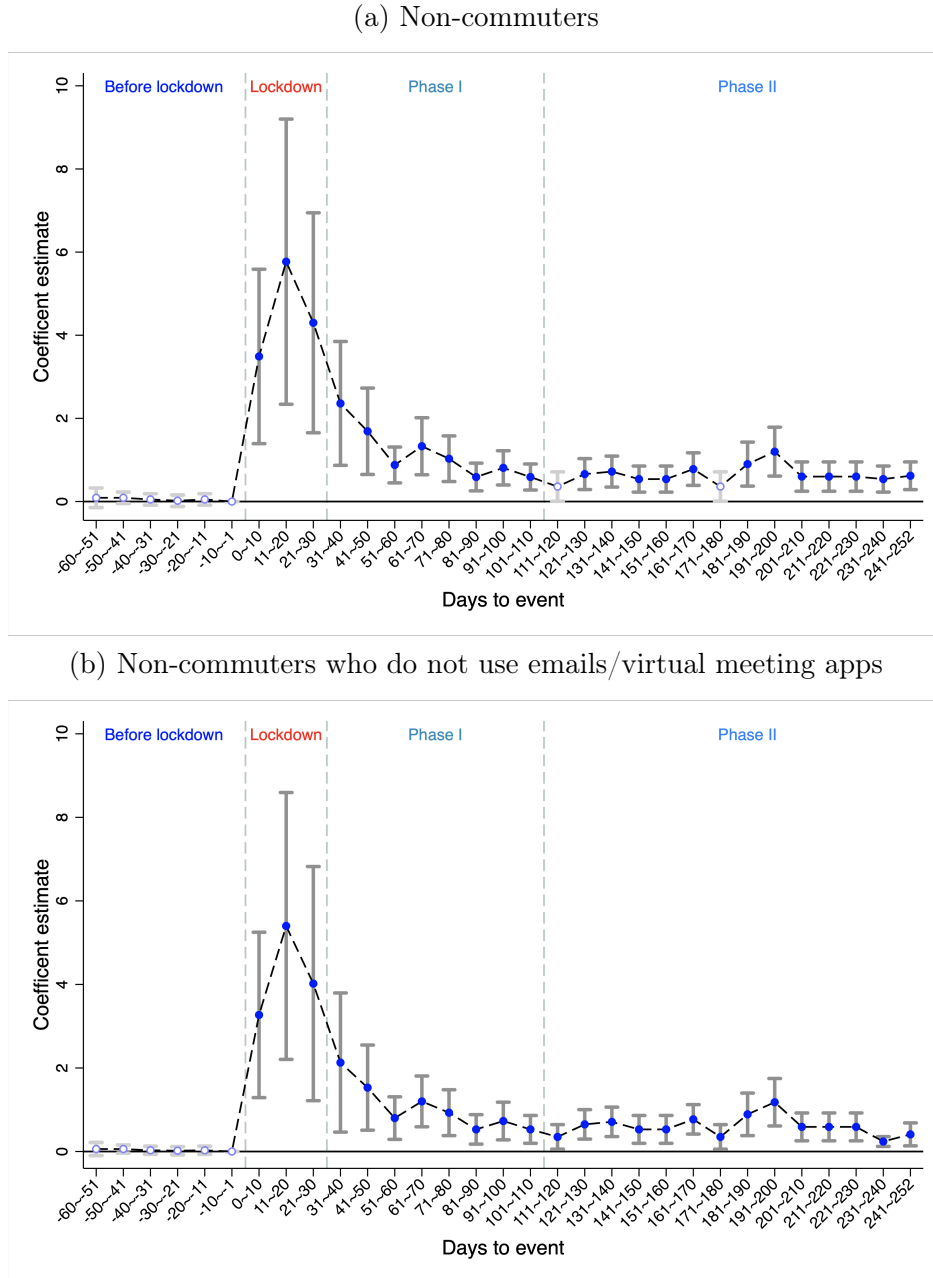 (a) Non-commuters
Before lockdown Lockdown Phase I Phase II
10
8
6
4
2
0
Coefficent estimate
-60~-51 -50~-41 -40~-31 -30~-21 -20~-11 -10~-1 0~10 11~20 21~30 31~40 41~50 51~60 61~70 71~80 81~90 91~100 101~110 111~120 121~130 131~140 141~150 151~160 161~170 171~180 181~190 191~200 201~210 211~220 221~230 231~240 241~252
Days to event
(b) Non-commuters who do not use emails/virtual meeting apps
Before lockdown Lockdown Phase I Phase II
10
8
6
4
2
0
Coefficent estimate
-60~-51 -50~-41 -40~-31 -30~-21 -20~-11 -10~-1 0~10 11~20 21~30 31~40 41~50 51~60 61~70 71~80 81~90 91~100 101~110 111~120 121~130 131~140 141~150 151~160 161~170 171~180 181~190 191~200 201~210 211~220 221~230 231~240 241~252
Days to event